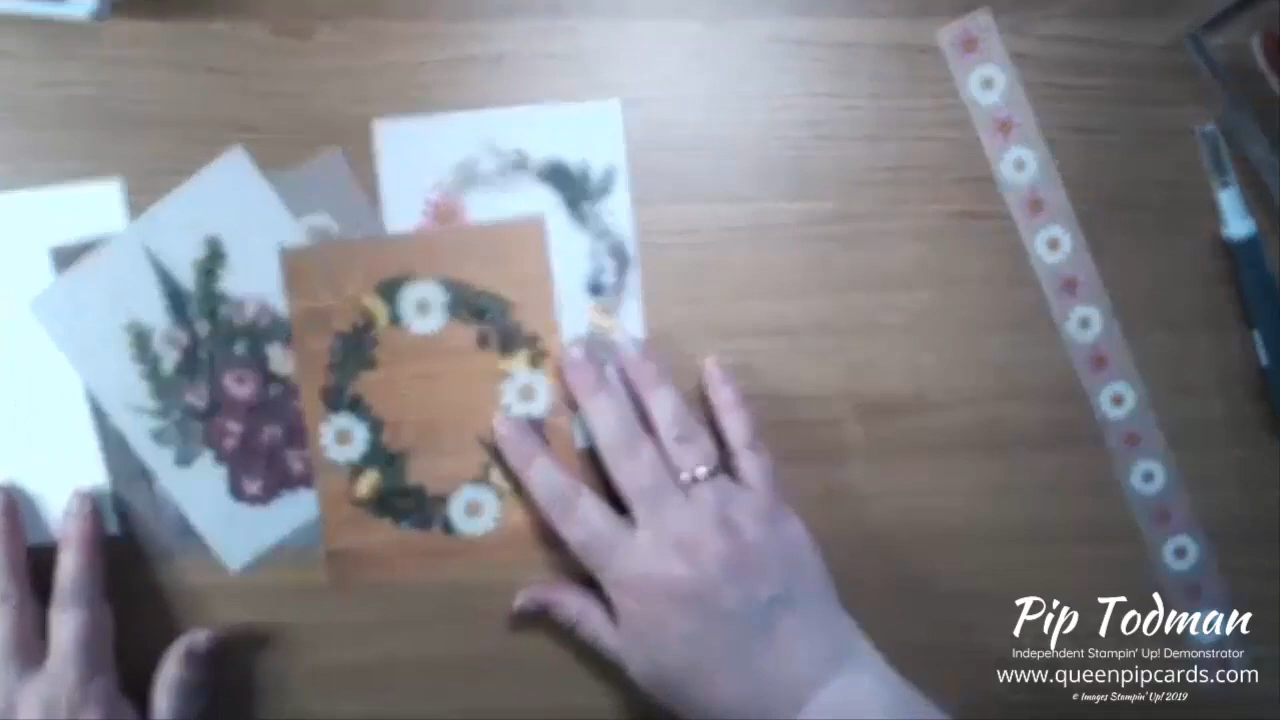 Pip Todman
Independent Stampin' Up! Demonstrator
www.queenpipcards.com
© Images Stampin' Up! 2019